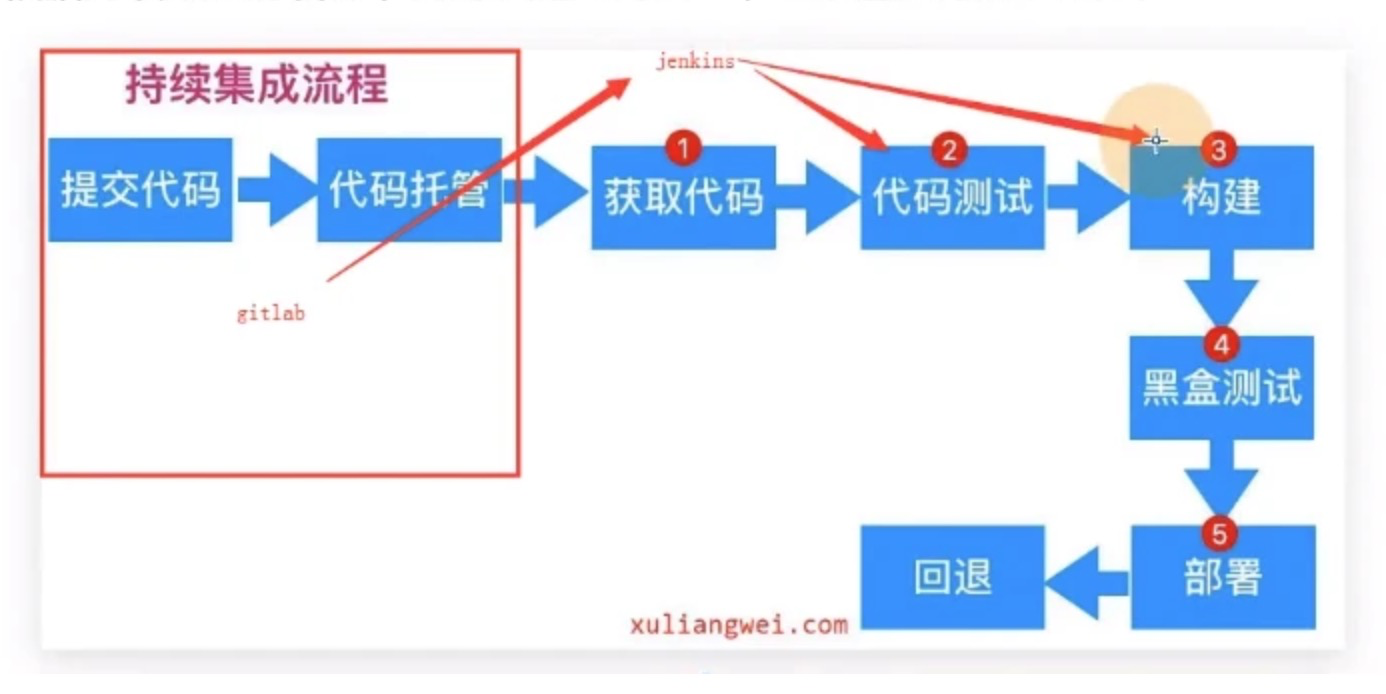 持续集成流程
jenkins
提交代码
代码托管
1
获取代码
2
代码测试
3
构建
gitlab
4
黑盒测试
5
部署
回退
xuliangwei.com